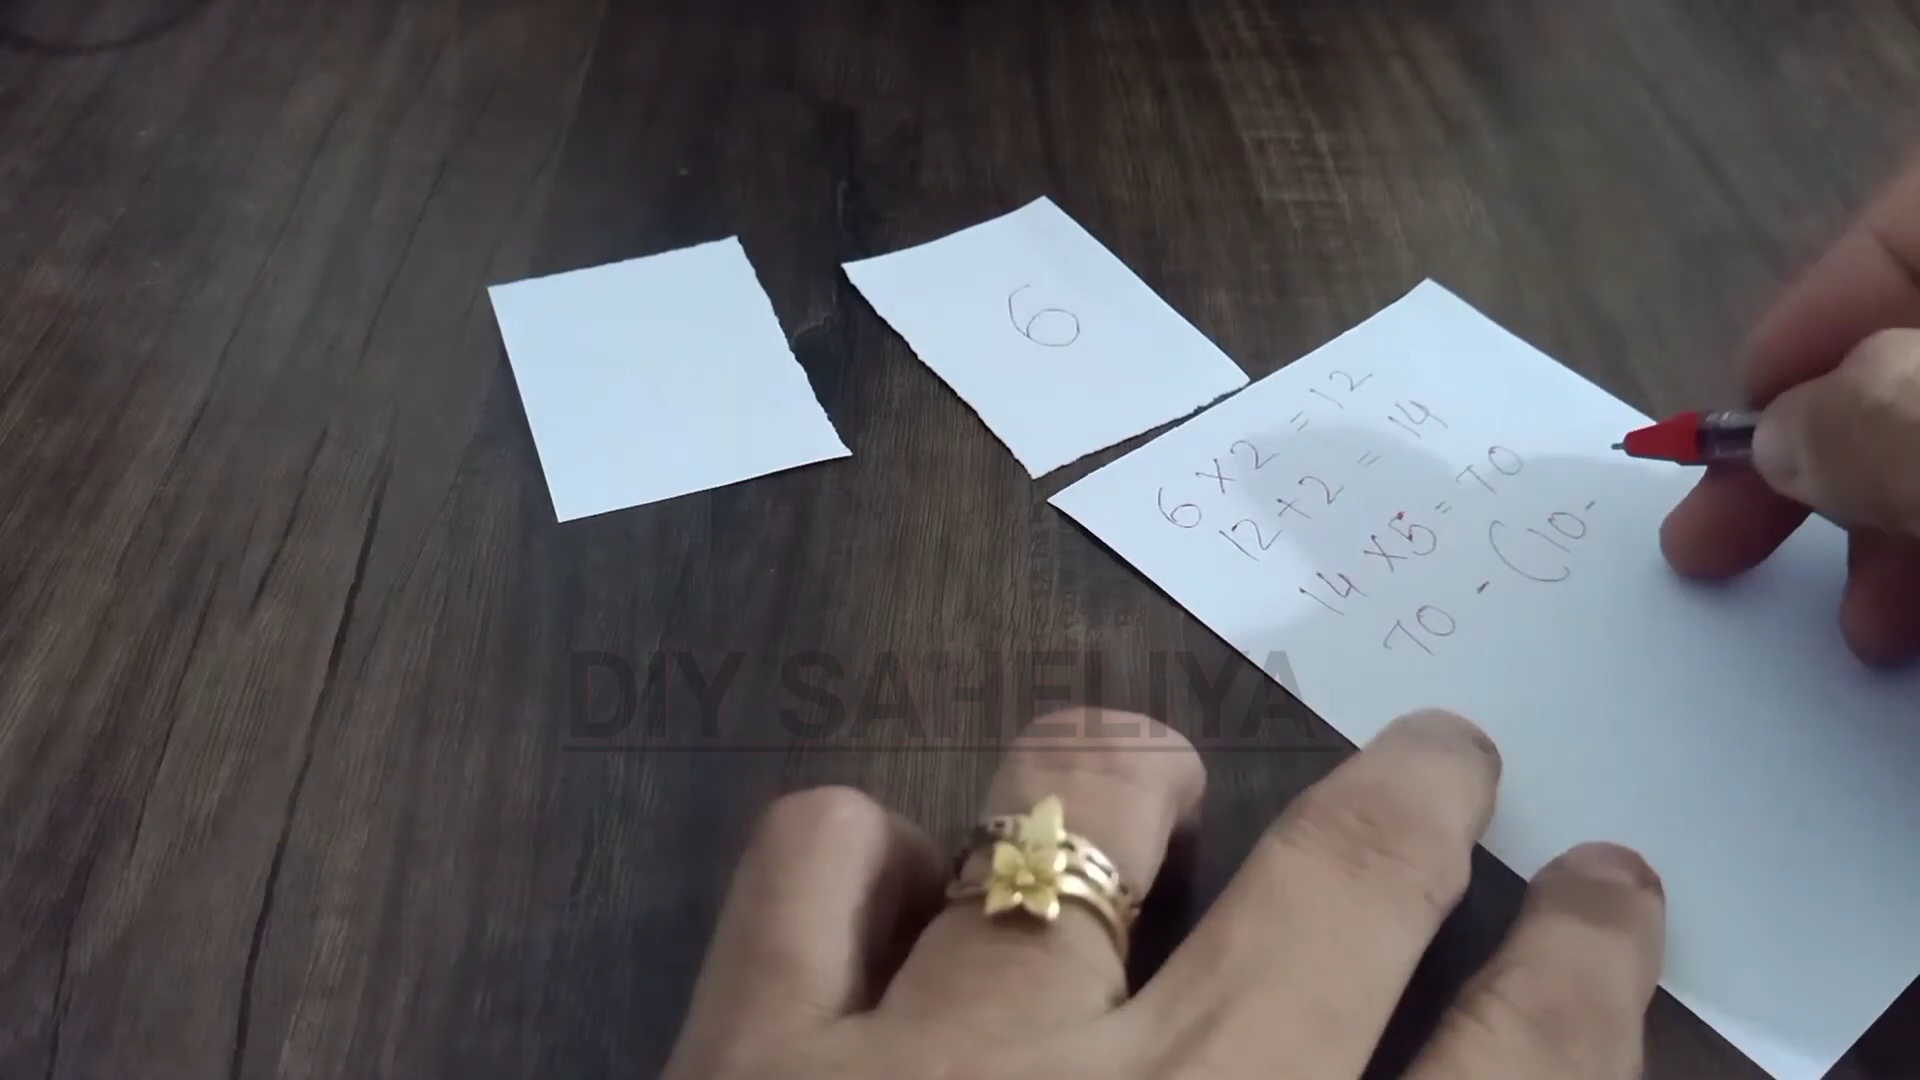 6
6 x 2 = 12
12 + 2 = 14
14 x 5 = 70
70 - (10-
DIY SAHELIYA